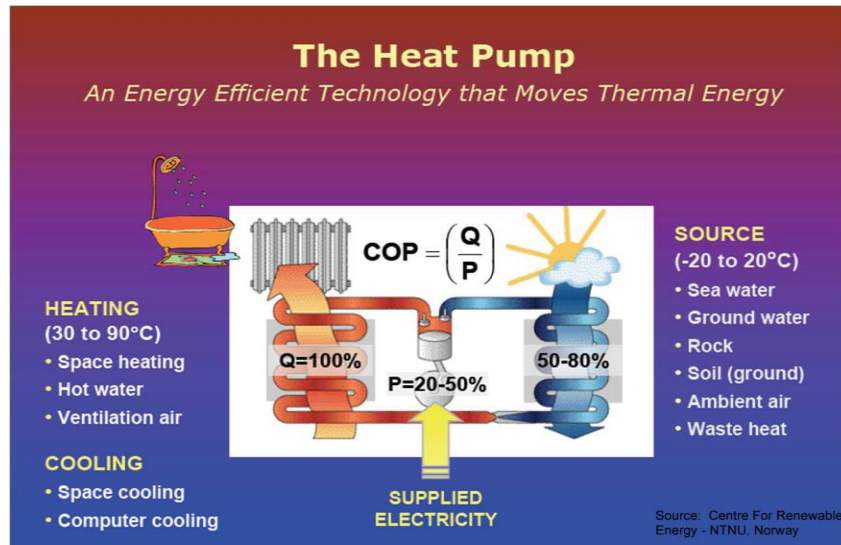 The Heat Pump
An Energy Efficient Technology that Moves Thermal Energy
HEATING
(30 to 90°C)
• Space heating
• Hot water
• Ventilation air
COOLING
• Space cooling
• Computer cooling
COP = (Q/P)
Q=100%
P=20-50%
50-80%
SUPPLIED
ELECTRICITY
SOURCE
(-20 to 20°C)
• Sea water
• Ground water
• Rock
• Soil (ground)
• Ambient air
• Waste heat
Source: Centre For Renewable
Energy - NTNU, Norway